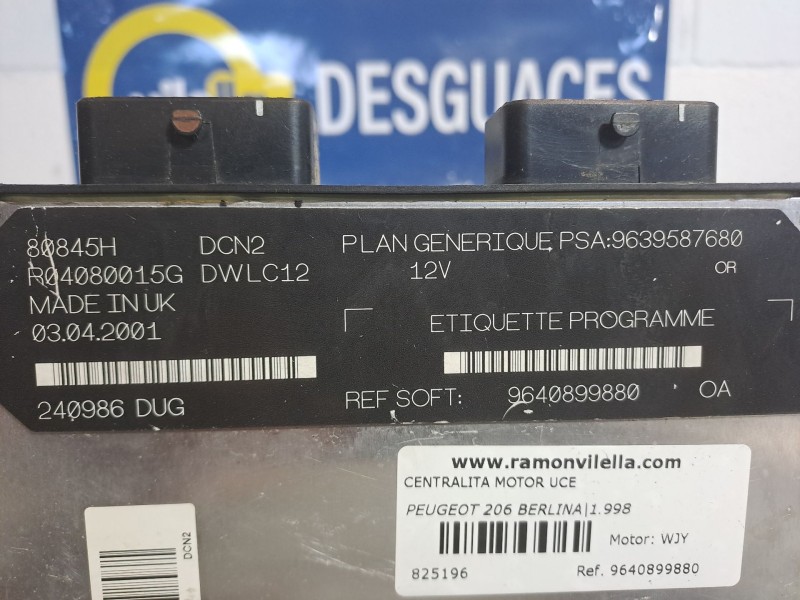 DESGUACES
80845H DCN2 PLAN GENERIQUE PSA:9639587680
R04080015G DWLC12 12V OR
MADE IN UK
03.04.2001
ETIQUETTE PROGRAMME
240986 DUG
REF SOFT: 9640899880 OA
www.ramonvilella.com
CENTRALITA MOTOR UCE
PEUGEOT 206 BERLINA|1.998
Motor: WJY
825196 Ref. 9640899880
DCN2